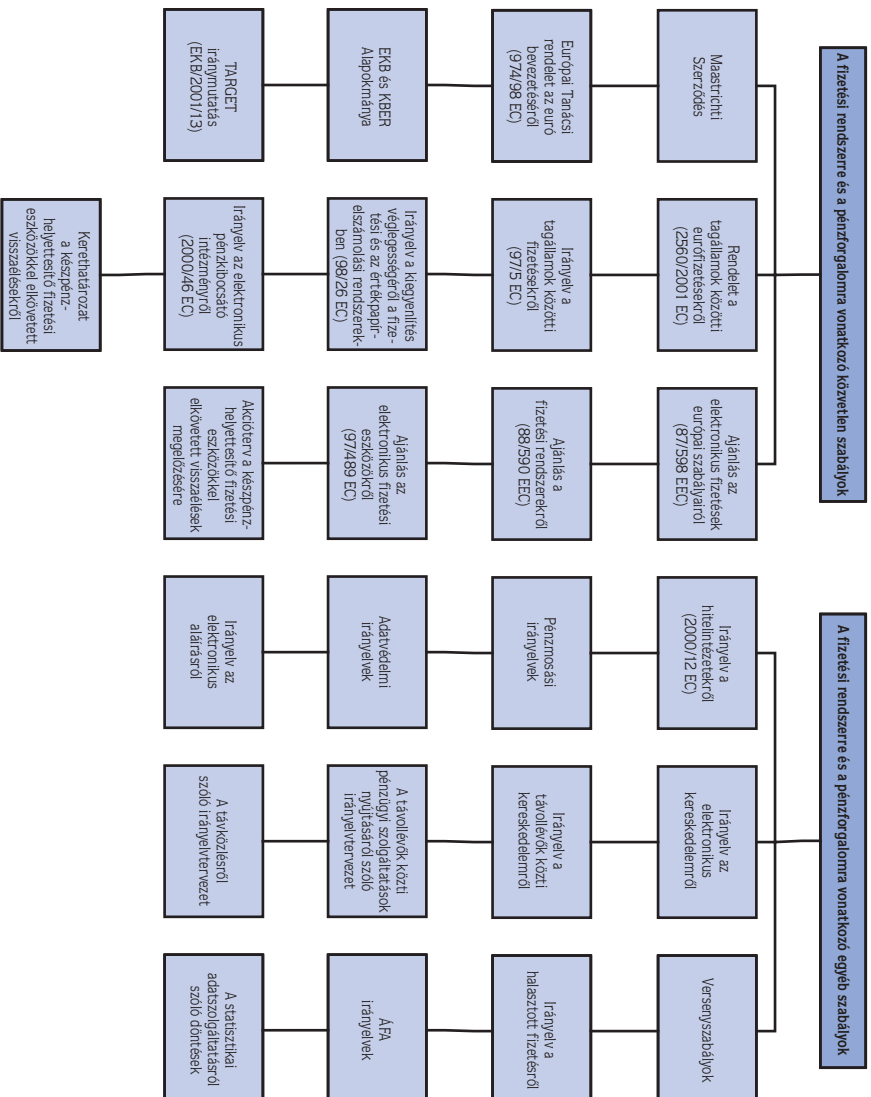 A fizetési rendszerre és a pénzforgalomra vonatkozó közvetlen szabályok
Maastrichti
Szerződés
Európai Tanácsi
rendelet az euró
bevezetéséről
(974/98 EC)
EKB és KBER
Alapokmánya
TARGET
iránymutatás
(EKB/2001/13)
Rendelet a
tagállamok közötti
eurofizetésekről
(2560/2001 EC)
Irányelv a
tagállamok közötti
fizetésekről
(97/5 EC)
Irányelv a kiegyenlítés
véglegességéről a fize-
tési és az értékpapír-
elszámolási rendszerek-
ben (98/26 EC)
Irányelv az elektronikus
pénzkibocsátó
intézményről
(2000/46 EC)
Kerethatározat
a készpénz-
helyettesítő fizetési
eszközökkel elkövetett
visszaélésekről
Ajánlás az
elektronikus fizetések
európai szabályairól
(87/598 EEC)
Ajánlás a
fizetési rendszerekről
(88/590 EEC)
Ajánlás az
elektronikus fizetési
eszközökről
(97/489 EC)
Akcióterv a készpénz-
helyettesítő fizetési
eszközökkel
elkövetett visszaélések
megelőzésére
A fizetési rendszerre és a pénzforgalomra vonatkozó egyéb szabályok
Irányelv a
hitelintézetekről
(2000/12 EC)
Pénzmosási
irányelvek
Adatvédelmi
irányelvek
Irányelv az
elektronikus
aláírásról
Irányelv az
elektronikus
kereskedelemről
Irányelv a
távollévők közti
kereskedelemről
A távollévők közti
pénzügyi szolgáltatások
nyújtásáról szóló
irányelvtervezet
A távközlésről
szóló irányelvtervezet
Versenyszabályok
Irányelv a
halasztott fizetésről
ÁFA
irányelvek
A statisztikai
adatszolgáltatásról
szóló döntések